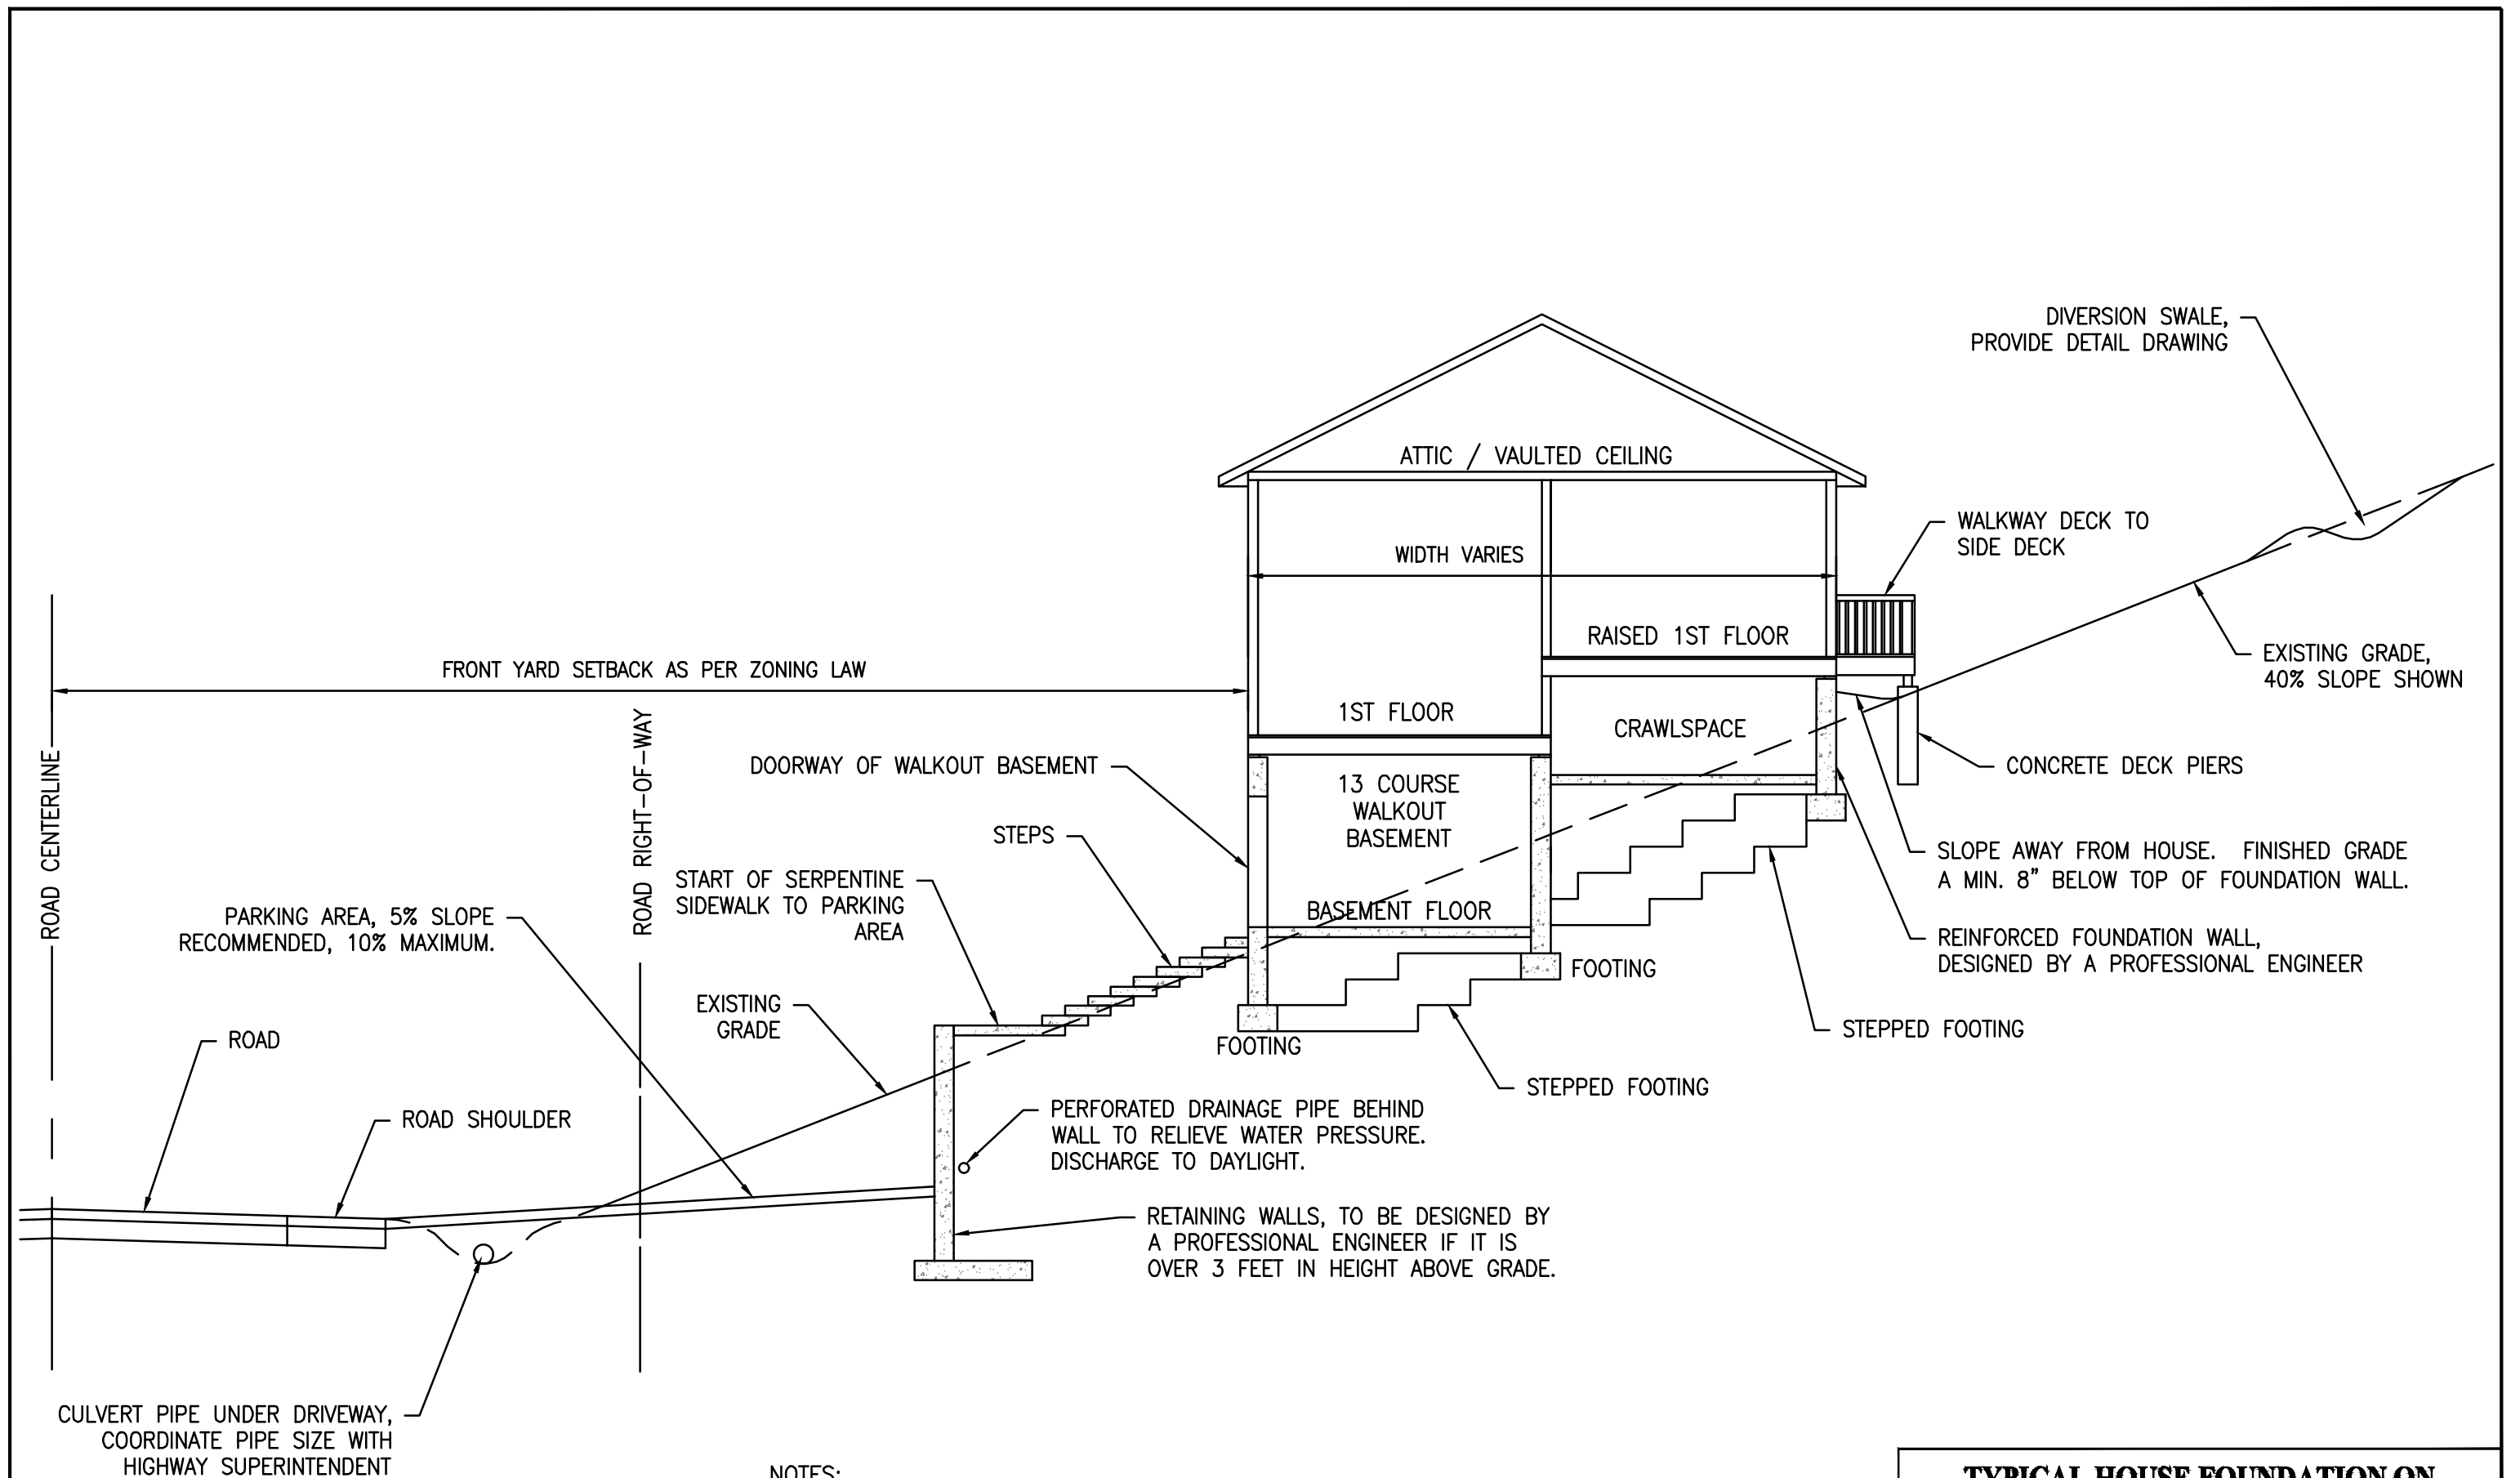 DIVERSION SWALE,
PROVIDE DETAIL DRAWING
ATTIC / VAULTED CEILING
WALKWAY DECK TO
SIDE DECK
WIDTH VARIES
RAISED 1ST FLOOR
EXISTING GRADE,
40% SLOPE SHOWN
FRONT YARD SETBACK AS PER ZONING LAW
1ST FLOOR
CRAWLSPACE
ROAD CENTERLINE
ROAD RIGHT-OF-WAY
DOORWAY OF WALKOUT BASEMENT
CONCRETE DECK PIERS
13 COURSE
WALKOUT
BASEMENT
STEPS
SLOPE AWAY FROM HOUSE. FINISHED GRADE
A MIN. 8" BELOW TOP OF FOUNDATION WALL.
START OF SERPENTINE
SIDEWALK TO PARKING
AREA
PARKING AREA, 5% SLOPE
RECOMMENDED, 10% MAXIMUM.
BASEMENT FLOOR
REINFORCED FOUNDATION WALL,
DESIGNED BY A PROFESSIONAL ENGINEER
FOOTING
EXISTING
GRADE
STEPPED FOOTING
ROAD
FOOTING
STEPPED FOOTING
ROAD SHOULDER
PERFORATED DRAINAGE PIPE BEHIND
WALL TO RELIEVE WATER PRESSURE.
DISCHARGE TO DAYLIGHT.
RETAINING WALLS, TO BE DESIGNED BY
A PROFESSIONAL ENGINEER IF IT IS
OVER 3 FEET IN HEIGHT ABOVE GRADE.
CULVERT PIPE UNDER DRIVEWAY,
COORDINATE PIPE SIZE WITH
HIGHWAY SUPERINTENDENT
NOTES:
TYPICAL HOUSE FOUNDATION ON